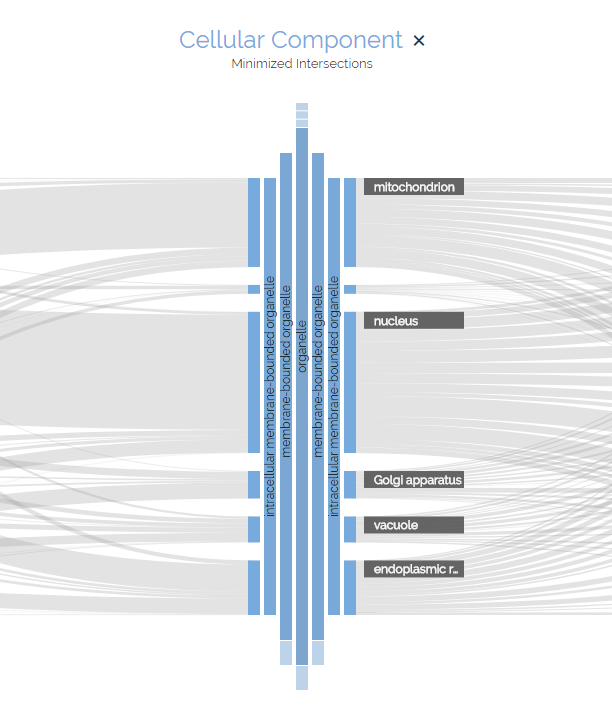 Cellular Component ×
Minimized Intersections
mitochondrion
nucleus
Golgi apparatus
vacuole
endoplasmic r...
intracellular membrane-bounded organelle
membrane-bounded organelle
organelle
membrane-bounded organelle
intracellular membrane-bounded organelle